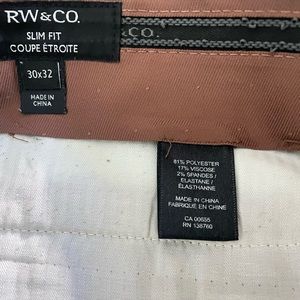 RW&CO.
SLIM FIT
COUPE ÉTROITE
30x32
MADE IN
CHINA
CO.
81% POLYESTER
17% VISCOSE
2% SPANDEX /
ELASTANE /
ÉLASTHANNE
MADE IN CHINA
FABRIQUÉ EN CHINE
CA 00655
RN 138760